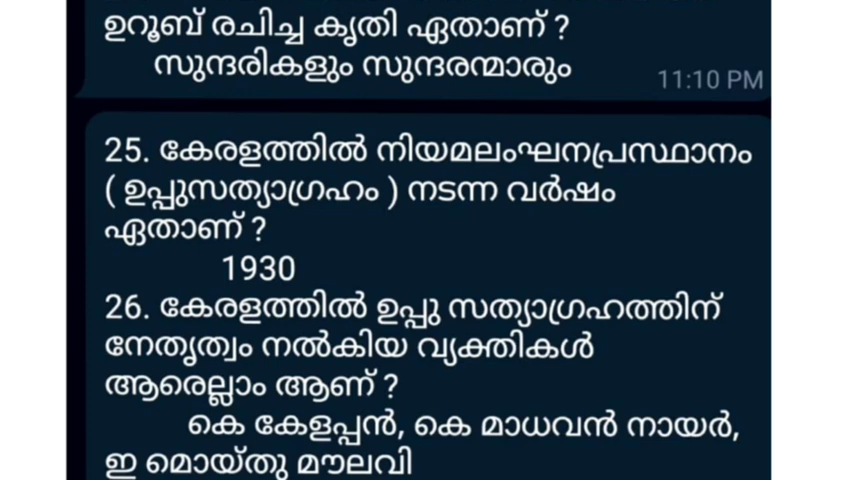 ഉറൂബ് രചിച്ച കൃതി ഏതാണ് ?
സുന്ദരികളും സുന്ദരന്മാരും
11:10 PM
25. കേരളത്തിൽ നിയമലംഘനപ്രസ്ഥാനം
( ഉപ്പുസത്യാഗ്രഹം ) നടന്ന വർഷം
ഏതാണ് ?
1930
26. കേരളത്തിൽ ഉപ്പു സത്യാഗ്രഹത്തിന്
നേതൃത്വം നൽകിയ വ്യക്തികൾ
ആരെല്ലാം ആണ് ?
കെ കേളപ്പൻ, കെ മാധവൻ നായർ,
ഇ മൊയ്തു മൗലവി